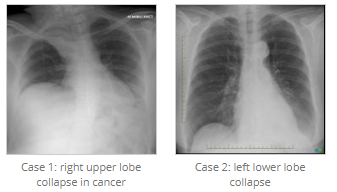 Case 1: right upper lobe
collapse in cancer
Case 2: left lower lobe
collapse